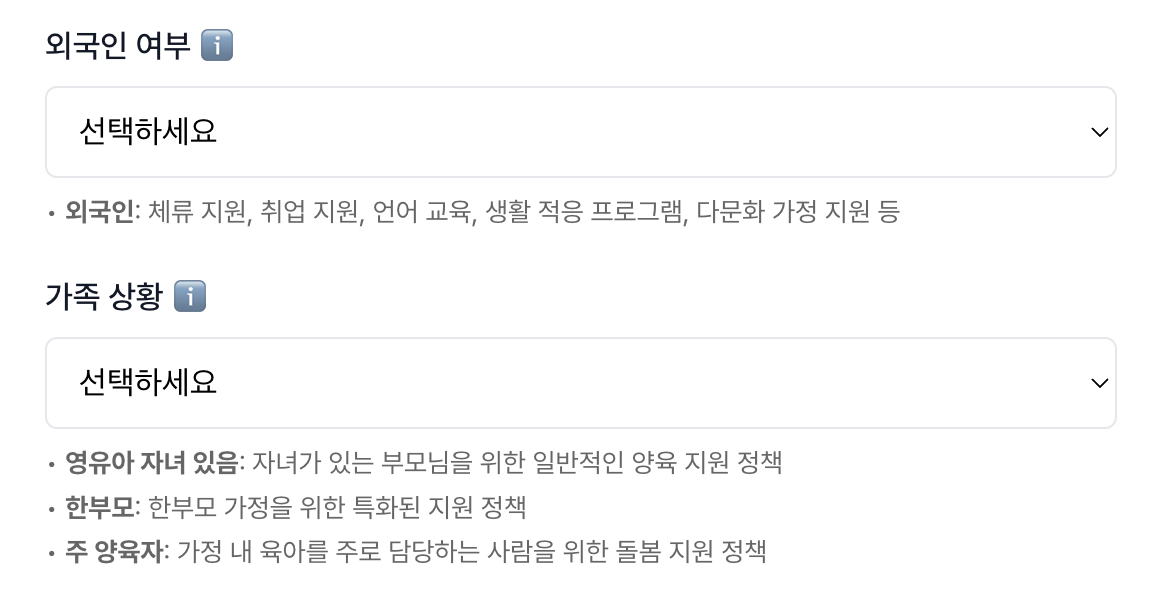 외국인 여부 ℹ️
선택하세요
• 외국인: 체류 지원, 취업 지원, 언어 교육, 생활 적응 프로그램, 다문화 가정 지원 등
가족 상황 ℹ️
선택하세요
• 영유아 자녀 있음: 자녀가 있는 부모님을 위한 일반적인 양육 지원 정책
• 한부모: 한부모 가정을 위한 특화된 지원 정책
• 주 양육자: 가정 내 육아를 주로 담당하는 사람을 위한 돌봄 지원 정책